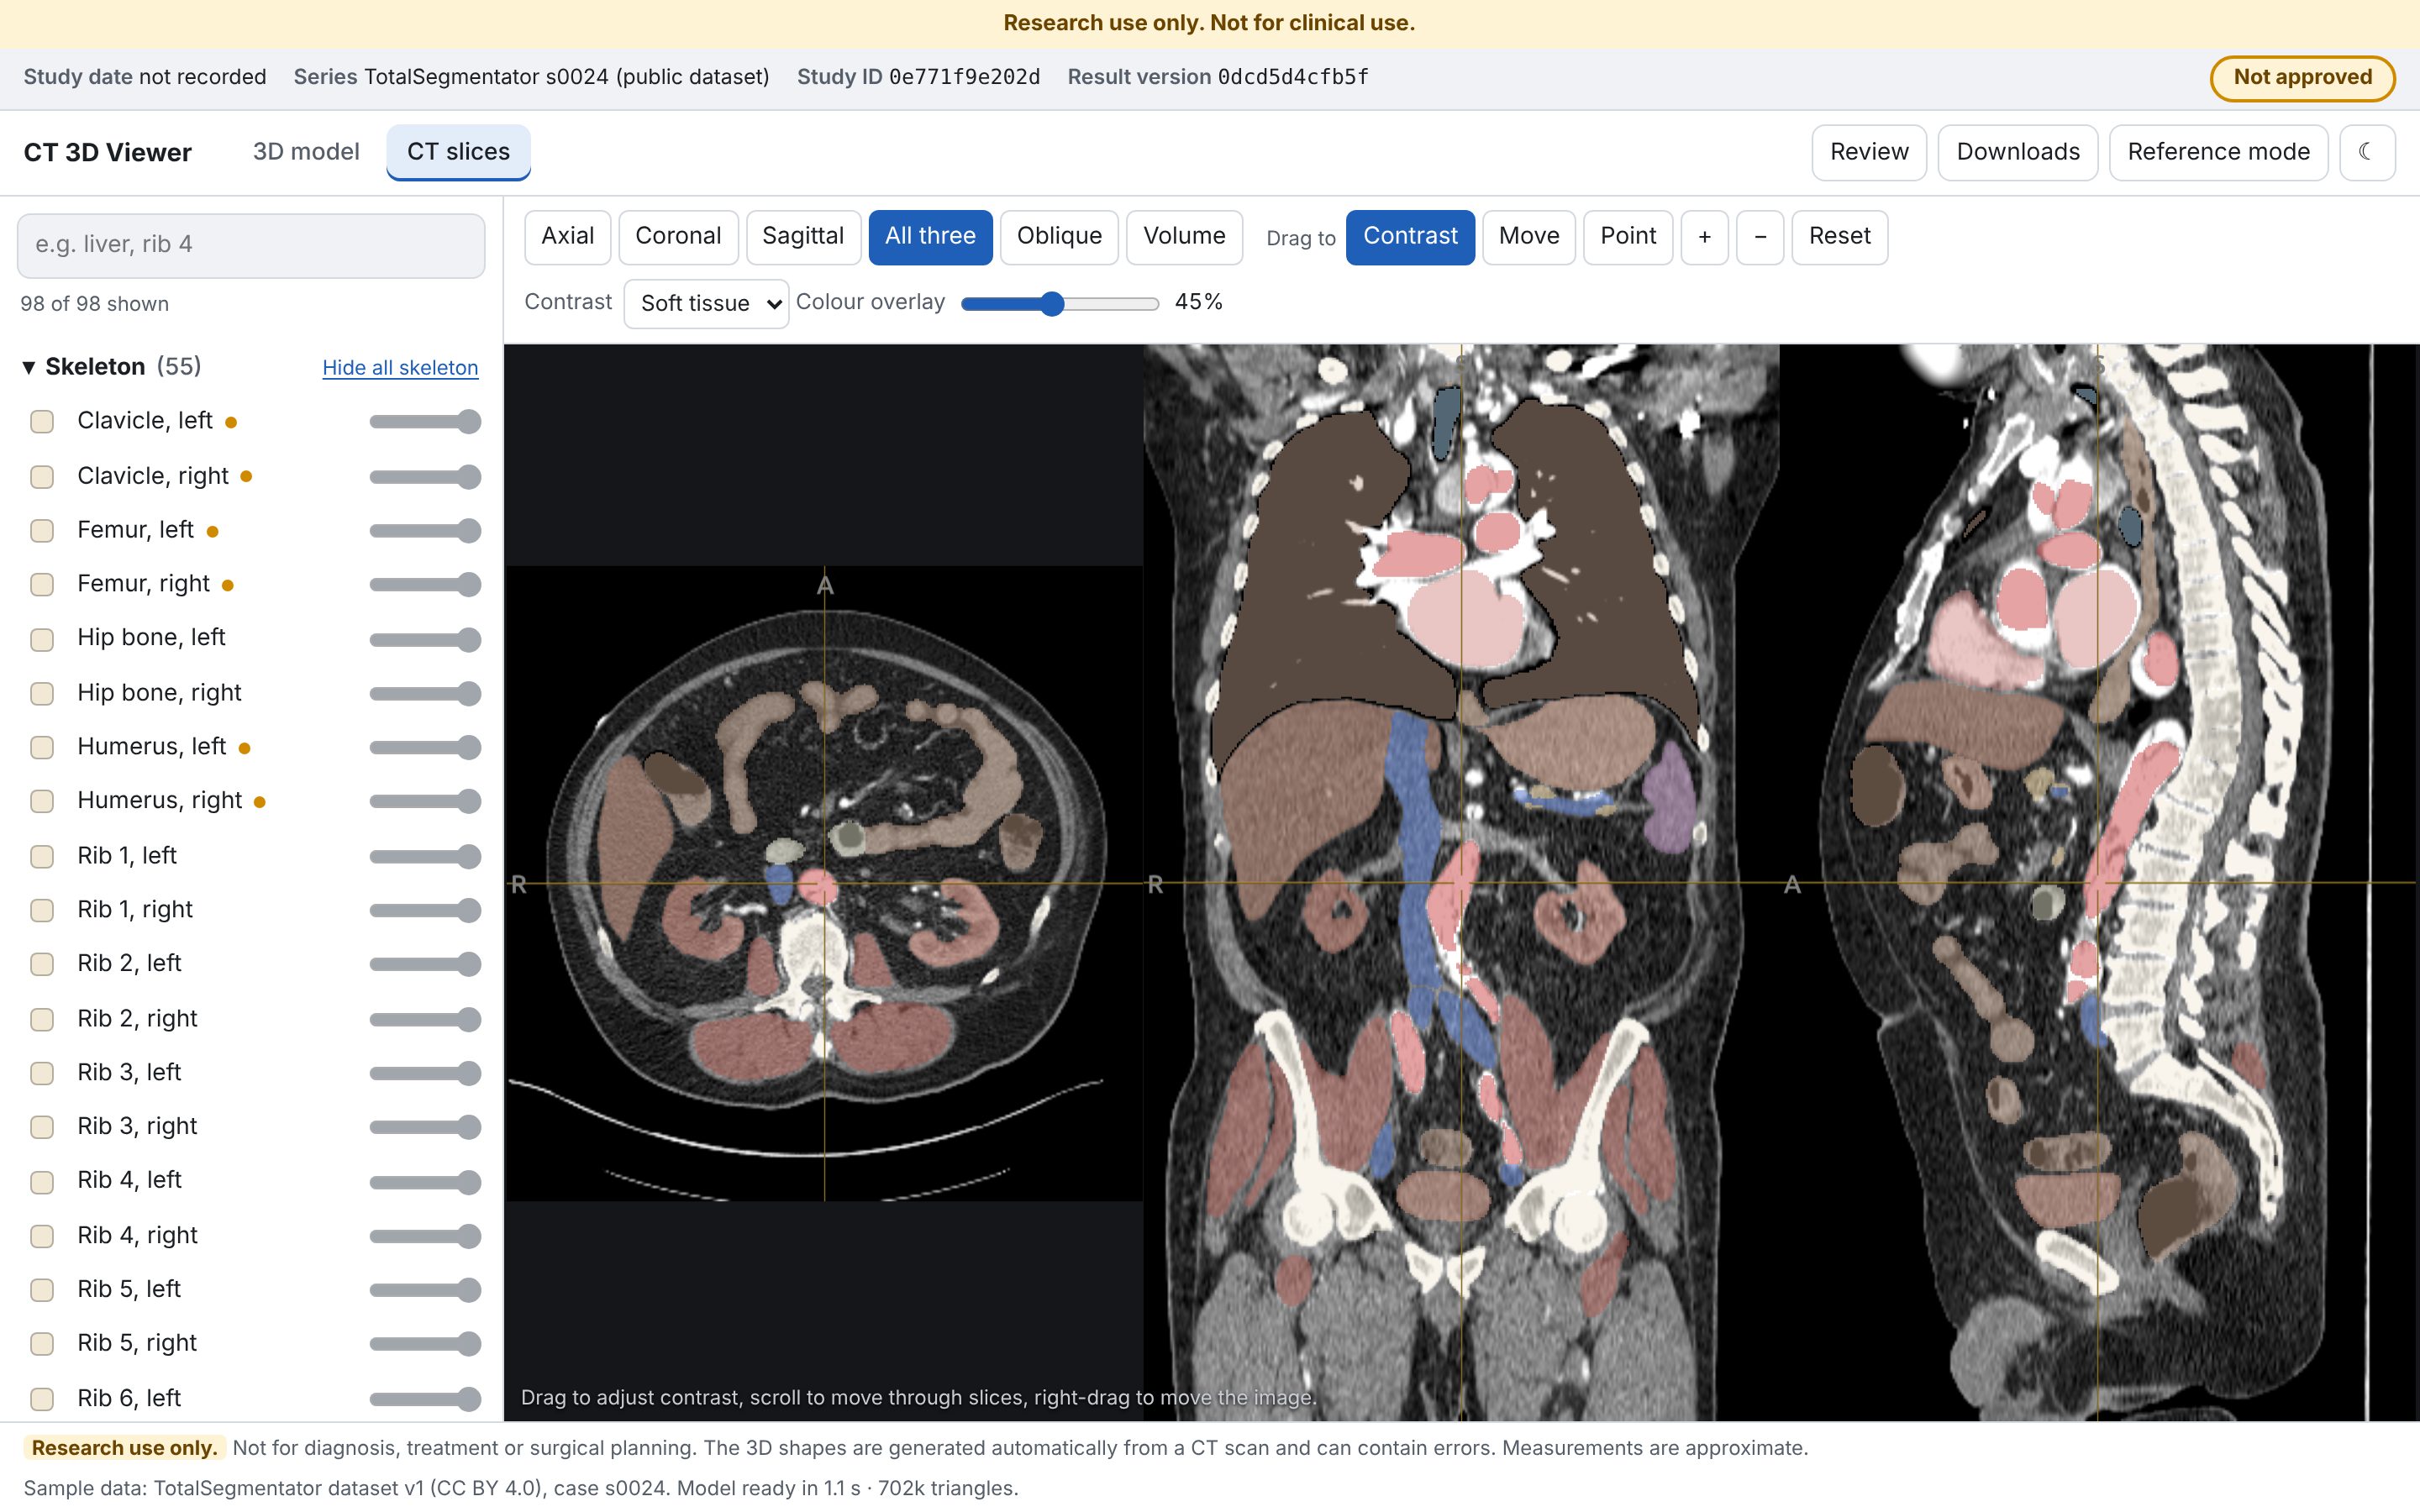 Research use only. Not for clinical use.
Study date not recorded Series TotalSegmentator s0024 (public dataset) Study ID 0e771f9e202d Result version 0dcd5d4cfb5f Not approved
CT 3D Viewer 3D model CT slices Review Downloads Reference mode
e.g. liver, rib 4
98 of 98 shown
Axial Coronal Sagittal All three Oblique Volume Drag to Contrast Move Point + − Reset
Contrast Soft tissue Colour overlay 45%
Skeleton (55) Hide all skeleton
Clavicle, left
Clavicle, right
Femur, left
Femur, right
Hip bone, left
Hip bone, right
Humerus, left
Humerus, right
Rib 1, left
Rib 1, right
Rib 2, left
Rib 2, right
Rib 3, left
Rib 3, right
Rib 4, left
Rib 4, right
Rib 5, left
Rib 5, right
Rib 6, left
A
R
S
R
S
A
Drag to adjust contrast, scroll to move through slices, right-drag to move the image.
Research use only. Not for diagnosis, treatment or surgical planning. The 3D shapes are generated automatically from a CT scan and can contain errors. Measurements are approximate.
Sample data: TotalSegmentator dataset v1 (CC BY 4.0), case s0024. Model ready in 1.1 s · 702k triangles.